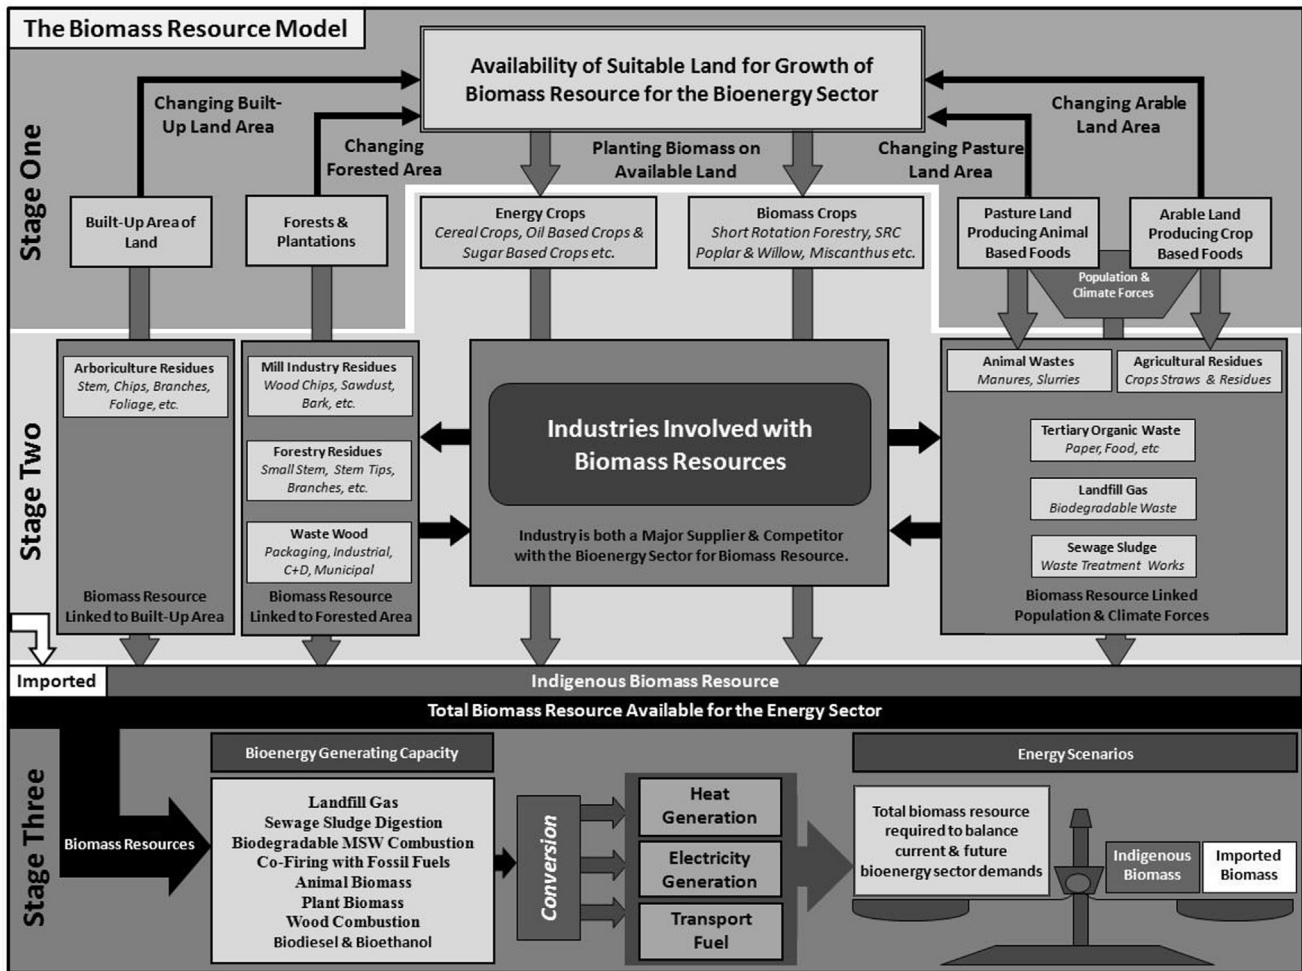 The Biomass Resource Model
Stage One
Availability of Suitable Land for Growth of
Biomass Resource for the Bioenergy Sector
Changing Built-
Up Land Area
Changing
Forested Area
Planting Biomass on
Available Land
Changing Pasture
Land Area
Changing Arable
Land Area
Built-Up Area of
Land
Forests &
Plantations
Energy Crops
Cereal Crops, Oil Based Crops &
Sugar Based Crops etc.
Biomass Crops
Short Rotation Forestry, SRC
Poplar & Willow, Miscanthus etc.
Pasture Land
Producing Animal
Based Foods
Arable Land
Producing Crop
Based Foods
Population &
Climate Forces
Stage Two
Arboriculture Residues
Stem, Chips, Branches,
Foliage, etc.
Biomass Resource
Linked to Built-Up Area
Mill Industry Residues
Wood Chips, Sawdust,
Bark, etc.
Forestry Residues
Small Stem, Stem Tips,
Branches, etc.
Waste Wood
Packaging, Industrial,
C+D, Municipal
Biomass Resource
Linked to Forested Area
Industries Involved with
Biomass Resources
Industry is both a Major Supplier & Competitor
with the Bioenergy Sector for Biomass Resource.
Animal Wastes
Manures, Slurries
Agricultural Residues
Crops Straws & Residues
Tertiary Organic Waste
Paper, Food, etc
Landfill Gas
Biodegradable Waste
Sewage Sludge
Waste Treatment Works
Biomass Resource Linked
Population & Climate Forces
Imported
Indigenous Biomass Resource
Total Biomass Resource Available for the Energy Sector
Stage Three
Biomass Resources
Bioenergy Generating Capacity
Landfill Gas
Sewage Sludge Digestion
Biodegradable MSW Combustion
Co-Firing with Fossil Fuels
Animal Biomass
Plant Biomass
Wood Combustion
Biodiesel & Bioethanol
Conversion
Heat
Generation
Electricity
Generation
Transport
Fuel
Energy Scenarios
Total biomass resource
required to balance
current & future
bioenergy sector demands
Indigenous
Biomass
Imported
Biomass